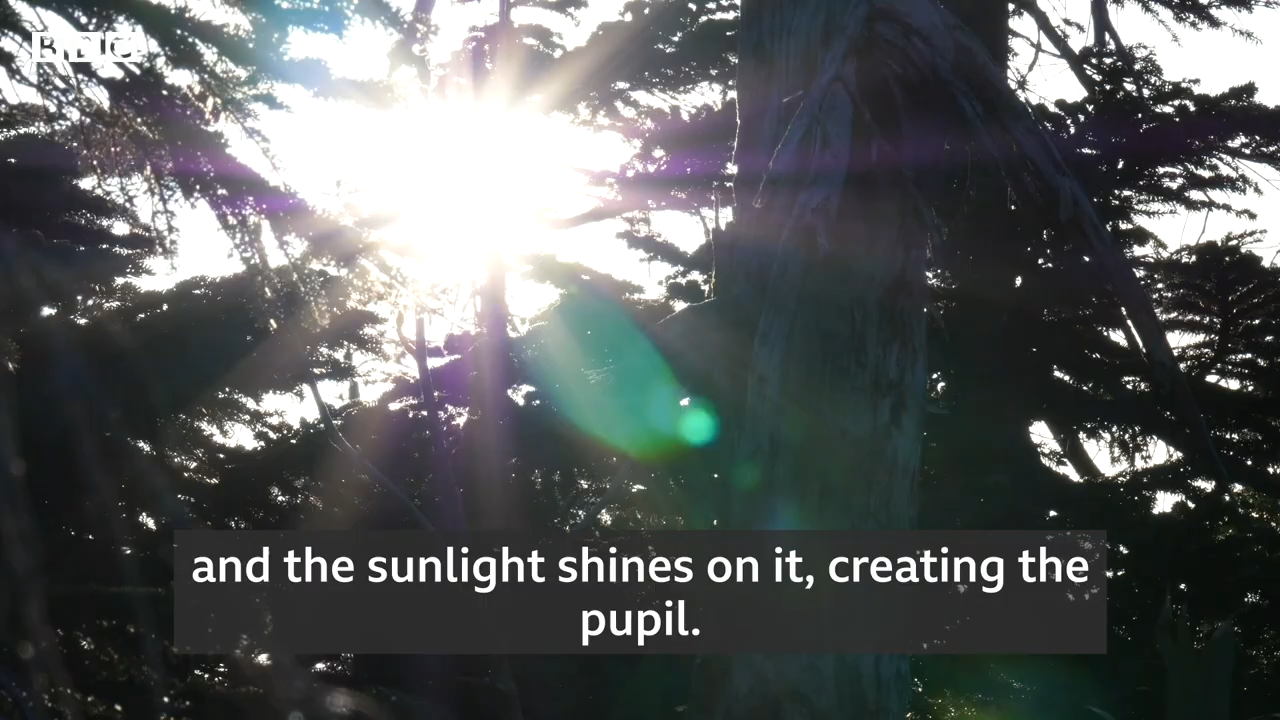 BBC
and the sunlight shines on it, creating the
pupil.